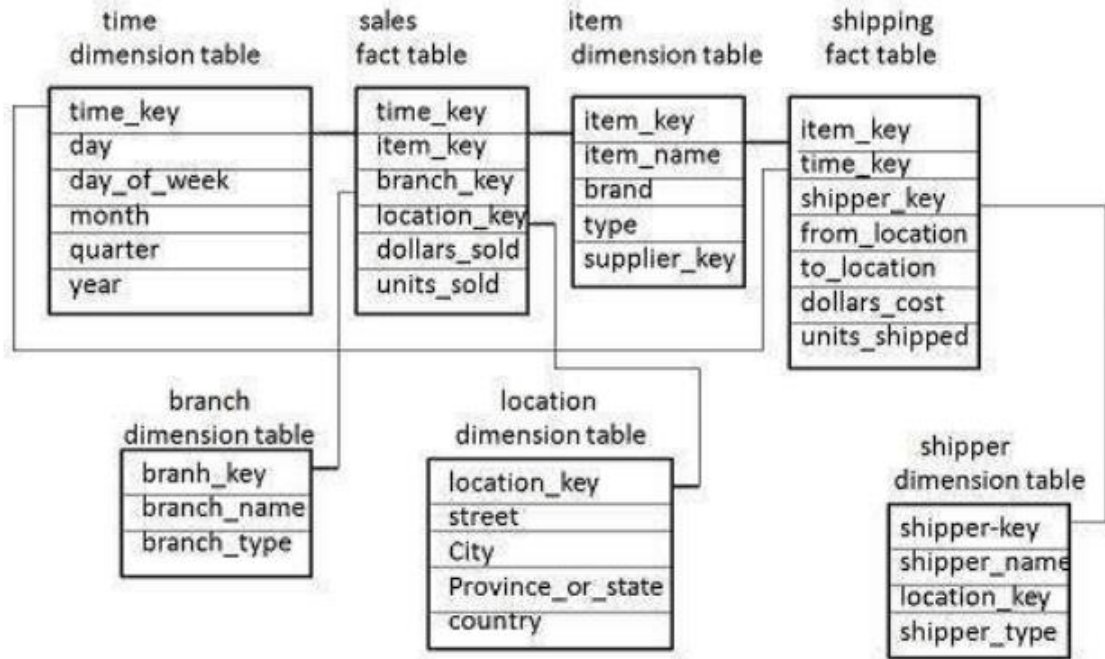 time
dimension table
time_key
day
day_of_week
month
quarter
year
sales
fact table
time_key
item_key
branch_key
location_key
dollars_sold
units_sold
item
dimension table
item_key
item_name
brand
type
supplier_key
shipping
fact table
item_key
time_key
shipper_key
from_location
to_location
dollars_cost
units_shipped
branch
dimension table
branh_key
branch_name
branch_type
location
dimension table
location_key
street
City
Province_or_state
country
shipper
dimension table
shipper-key
shipper_name
location_key
shipper_type